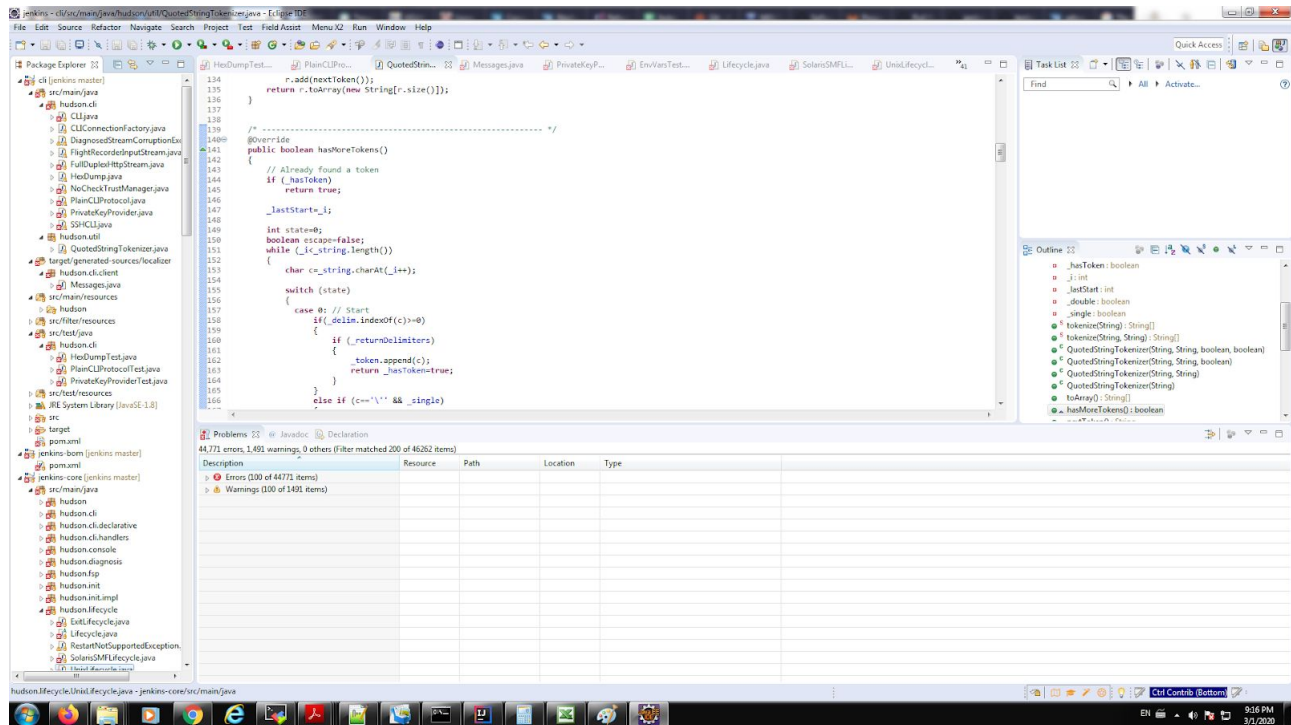 jenkins - cli/src/main/java/hudson/util/QuotedStringTokenizer.java - Eclipse IDE
File Edit Source Refactor Navigate Search Project Test Field Assist Menu X2 Run Window Help
Quick Access
Package Explorer
cli [jenkins master]
src/main/java
hudson.cli
CLI.java
CLIConnectionFactory.java
DiagnosedStreamCorruptionExc
FlightRecorderInputStream.java
FullDuplexHttpStream.java
HexDump.java
NoCheckTrustManager.java
PlainCLIProtocol.java
PrivateKeyProvider.java
SSHCLI.java
hudson.util
QuotedStringTokenizer.java
target/generated-sources/localizer
hudson.cli.client
Messages.java
src/main/resources
hudson
src/filter/resources
src/test/java
hudson.cli
HexDumpTest.java
PlainCLIProtocolTest.java
PrivateKeyProviderTest.java
src/test/resources
JRE System Library [JavaSE-1.8]
src
target
pom.xml
jenkins-bom [jenkins master]
pom.xml
jenkins-core [jenkins master]
src/main/java
hudson
hudson.cli
hudson.cli.declarative
hudson.cli.handlers
hudson.console
hudson.diagnosis
hudson.fsp
hudson.init
hudson.init.impl
hudson.lifecycle
ExitLifecycle.java
Lifecycle.java
RestartNotSupportedException.
SolarisSMFLifecycle.java
UnixLifecycle.java
HexDumpTest.... PlainCLIPro... QuotedStrin... Messages.java PrivateKeyP... EnvVarsTest.... Lifecycle.java SolarisSMFLi... UnixLifecycl... 41
134 r.add(nextToken());
135 return r.toArray(new String[r.size()]);
136 }
137
138
139 /* ------------------------------------------------------------ */
140 @Override
141 public boolean hasMoreTokens()
142 {
143 // Already found a token
144 if (_hasToken)
145 return true;
146
147 _lastStart=_i;
148
149 int state=0;
150 boolean escape=false;
151 while (_i<_string.length())
152 {
153 char c=_string.charAt(_i++);
154
155 switch (state)
156 {
157 case 0: // Start
158 if(_delim.indexOf(c)>=0)
159 {
160 if (_returnDelimiters)
161 {
162 _token.append(c);
163 return _hasToken=true;
164 }
165 }
166 else if (c=='\'' && _single)
Task List
Find All Activate...
Outline
_hasToken : boolean
_i : int
_lastStart : int
_double : boolean
_single : boolean
tokenize(String) : String[]
tokenize(String, String) : String[]
QuotedStringTokenizer(String, String, boolean, boolean)
QuotedStringTokenizer(String, String, boolean)
QuotedStringTokenizer(String, String)
QuotedStringTokenizer(String)
toArray() : String[]
hasMoreTokens() : boolean
Problems Javadoc Declaration
44,771 errors, 1,491 warnings, 0 others (Filter matched 200 of 46262 items)
Description Resource Path Location Type
Errors (100 of 44771 items)
Warnings (100 of 1491 items)
hudson.lifecycle.UnixLifecycle.java - jenkins-core/src/main/java
Ctrl Contrib (Bottom)
EN
9:16 PM
3/1/2020